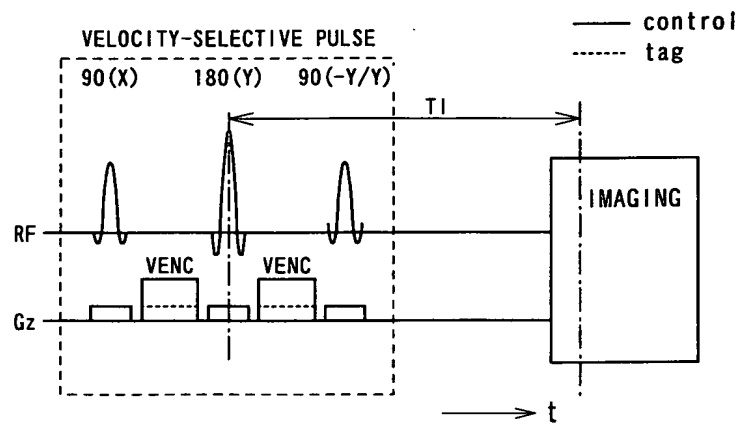 control
VELOCITY-SELECTIVE PULSE
tag
90(X) 180(Y) 90(-Y/Y)
TI
IMAGING
RF
VENC VENC
Gz
t